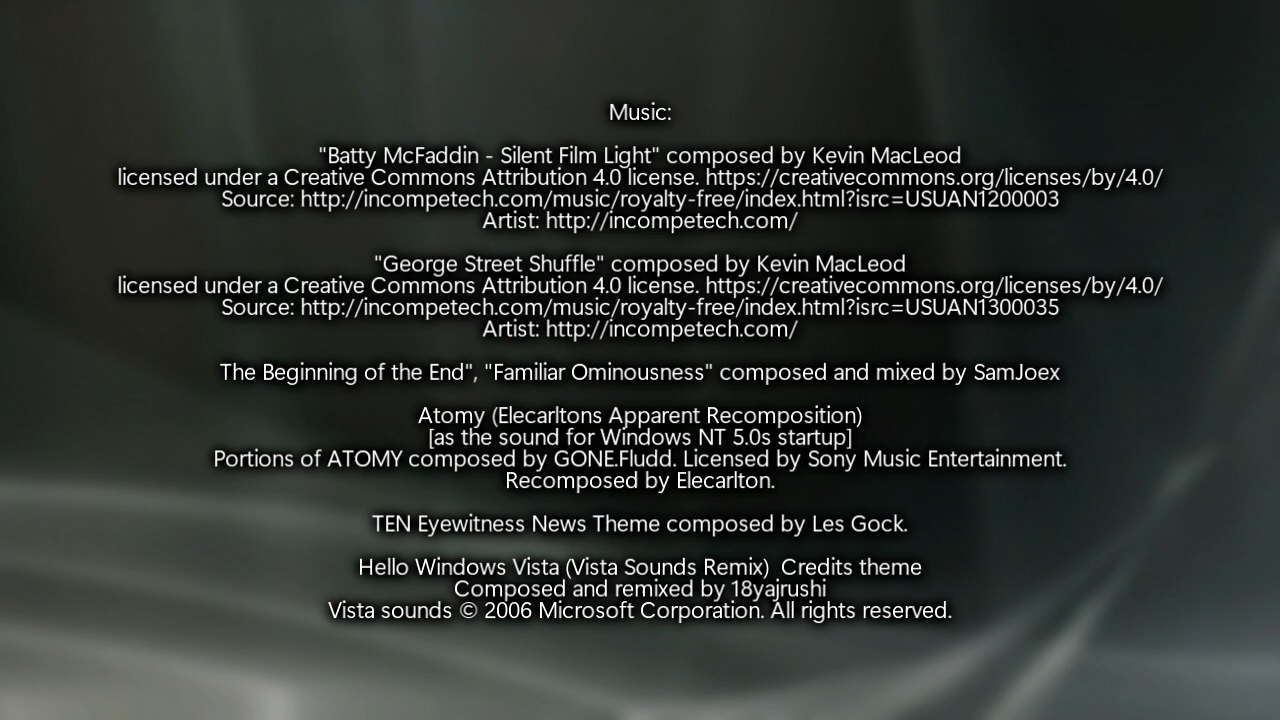 Music:
"Batty McFaddin - Silent Film Light" composed by Kevin MacLeod
licensed under a Creative Commons Attribution 4.0 license. https://creativecommons.org/licenses/by/4.0/
Source: http://incompetech.com/music/royalty-free/index.html?isrc=USUAN1200003
Artist: http://incompetech.com/
"George Street Shuffle" composed by Kevin MacLeod
licensed under a Creative Commons Attribution 4.0 license. https://creativecommons.org/licenses/by/4.0/
Source: http://incompetech.com/music/royalty-free/index.html?isrc=USUAN1300035
Artist: http://incompetech.com/
The Beginning of the End", "Familiar Ominousness" composed and mixed by SamJoex
Atomy (Elecarltons Apparent Recomposition)
[as the sound for Windows NT 5.0s startup]
Portions of ATOMY composed by GONE.Fludd. Licensed by Sony Music Entertainment.
Recomposed by Elecarlton.
TEN Eyewitness News Theme composed by Les Gock.
Hello Windows Vista (Vista Sounds Remix)  Credits theme
Composed and remixed by 18yajrushi
Vista sounds © 2006 Microsoft Corporation. All rights reserved.